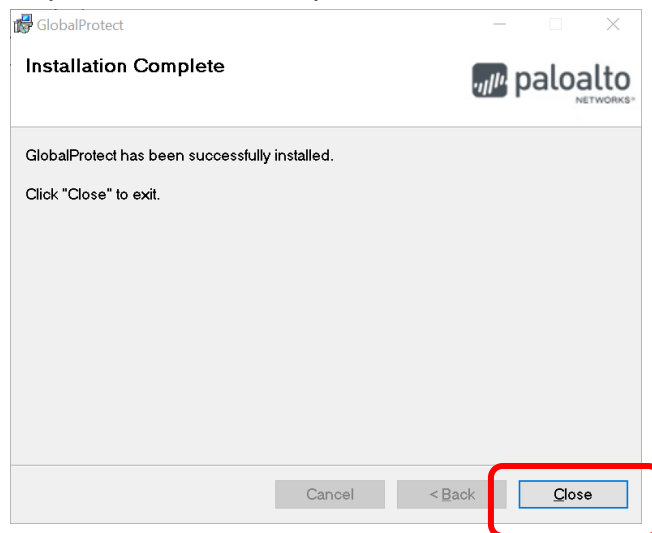 GlobalProtect
Installation Complete
paloalto
NETWORKS®
GlobalProtect has been successfully installed.
Click "Close" to exit.
Cancel
< Back
Close